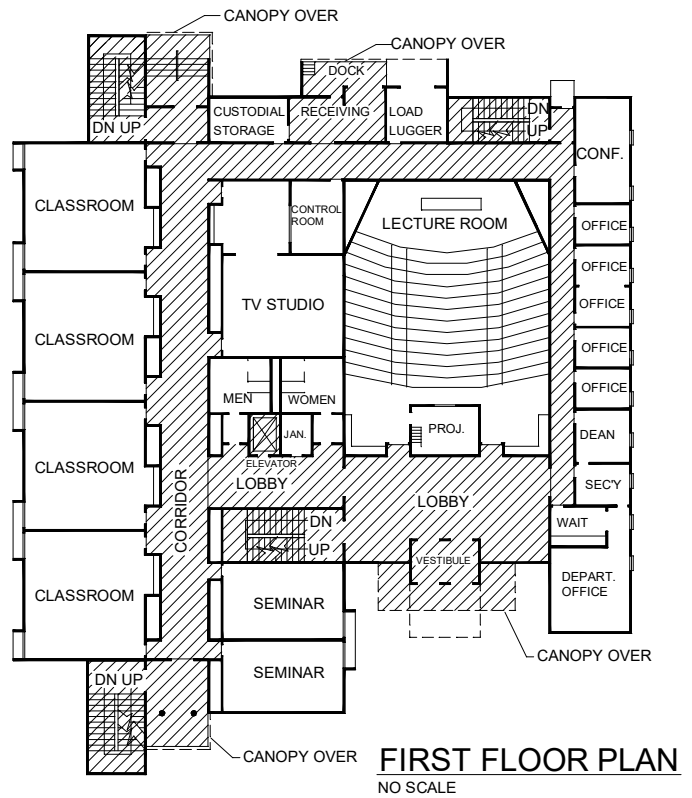 CANOPY OVER
CANOPY OVER
DOCK
CUSTODIAL
STORAGE
RECEIVING
LOAD
LUGGER
DN
UP
DN UP
CONF.
CLASSROOM
CONTROL
ROOM
LECTURE ROOM
OFFICE
OFFICE
TV STUDIO
OFFICE
CLASSROOM
OFFICE
OFFICE
MEN
WOMEN
JAN.
PROJ.
DEAN
CLASSROOM
ELEVATOR
LOBBY
LOBBY
SEC'Y
CORRIDOR
DN
UP
WAIT
VESTIBULE
DEPART.
OFFICE
CLASSROOM
SEMINAR
CANOPY OVER
SEMINAR
DN UP
CANOPY OVER
FIRST FLOOR PLAN
NO SCALE